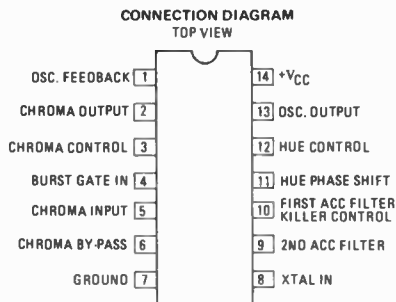 CONNECTION DIAGRAM
TOP VIEW
OSC. FEEDBACK 1
14 +VCC
CHROMA OUTPUT 2
13 OSC. OUTPUT
CHROMA CONTROL 3
12 HUE CONTROL
BURST GATE IN 4
11 HUE PHASE SHIFT
CHROMA INPUT 5
10 FIRST ACC FILTER
KILLER CONTROL
CHROMA BY-PASS 6
9 2ND ACC FILTER
GROUND 7
8 XTAL IN